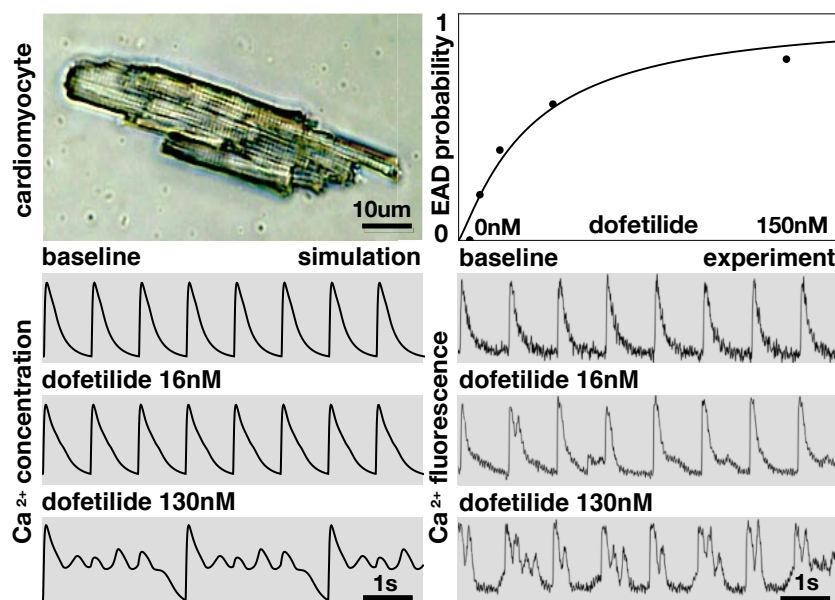 cardiomyocyte
10um
EAD probability
1
0
0nM
dofetilide
150nM
baseline
simulation
baseline
experiment
Ca²⁺ concentration
dofetilide 16nM
Ca²⁺ fluorescence
dofetilide 16nM
dofetilide 130nM
1s
dofetilide 130nM
1s